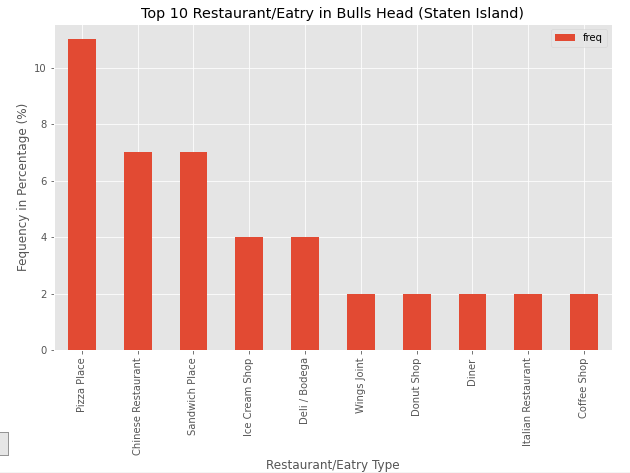 Top 10 Restaurant/Eatry in Bulls Head (Staten Island)
freq
Fequency in Percentage (%)
10
8
6
4
2
0
Pizza Place
Chinese Restaurant
Sandwich Place
Ice Cream Shop
Deli / Bodega
Wings Joint
Donut Shop
Diner
Italian Restaurant
Coffee Shop
Restaurant/Eatry Type